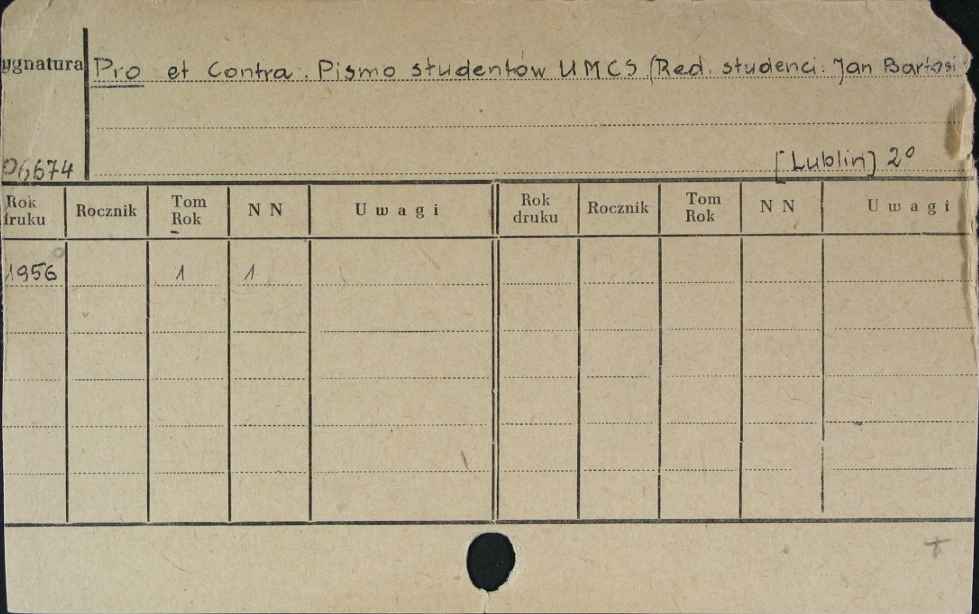 ygnatura Pro et Contra. Pismo studentów UMCS (Red. studenci: Jan Bartosi
06674 [Lublin] 2°
Rok druku Rocznik Tom Rok N N Uwagi Rok druku Rocznik Tom Rok N N Uwagi
1956 1 1